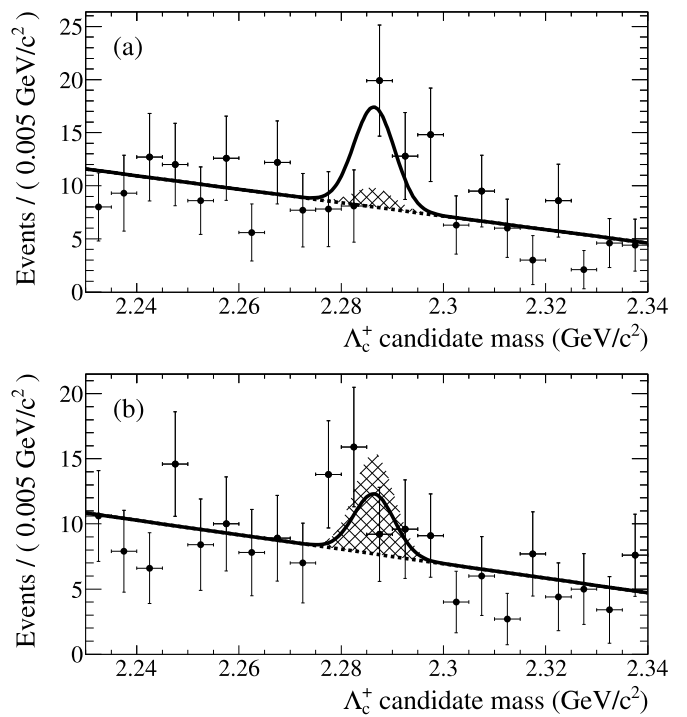 Events / ( 0.005 GeV/c²)
(a)
25
20
15
10
5
0
2.24 2.26 2.28 2.3 2.32 2.34
Λc⁺ candidate mass (GeV/c²)
Events / ( 0.005 GeV/c²)
(b)
20
15
10
5
0
2.24 2.26 2.28 2.3 2.32 2.34
Λc⁺ candidate mass (GeV/c²)